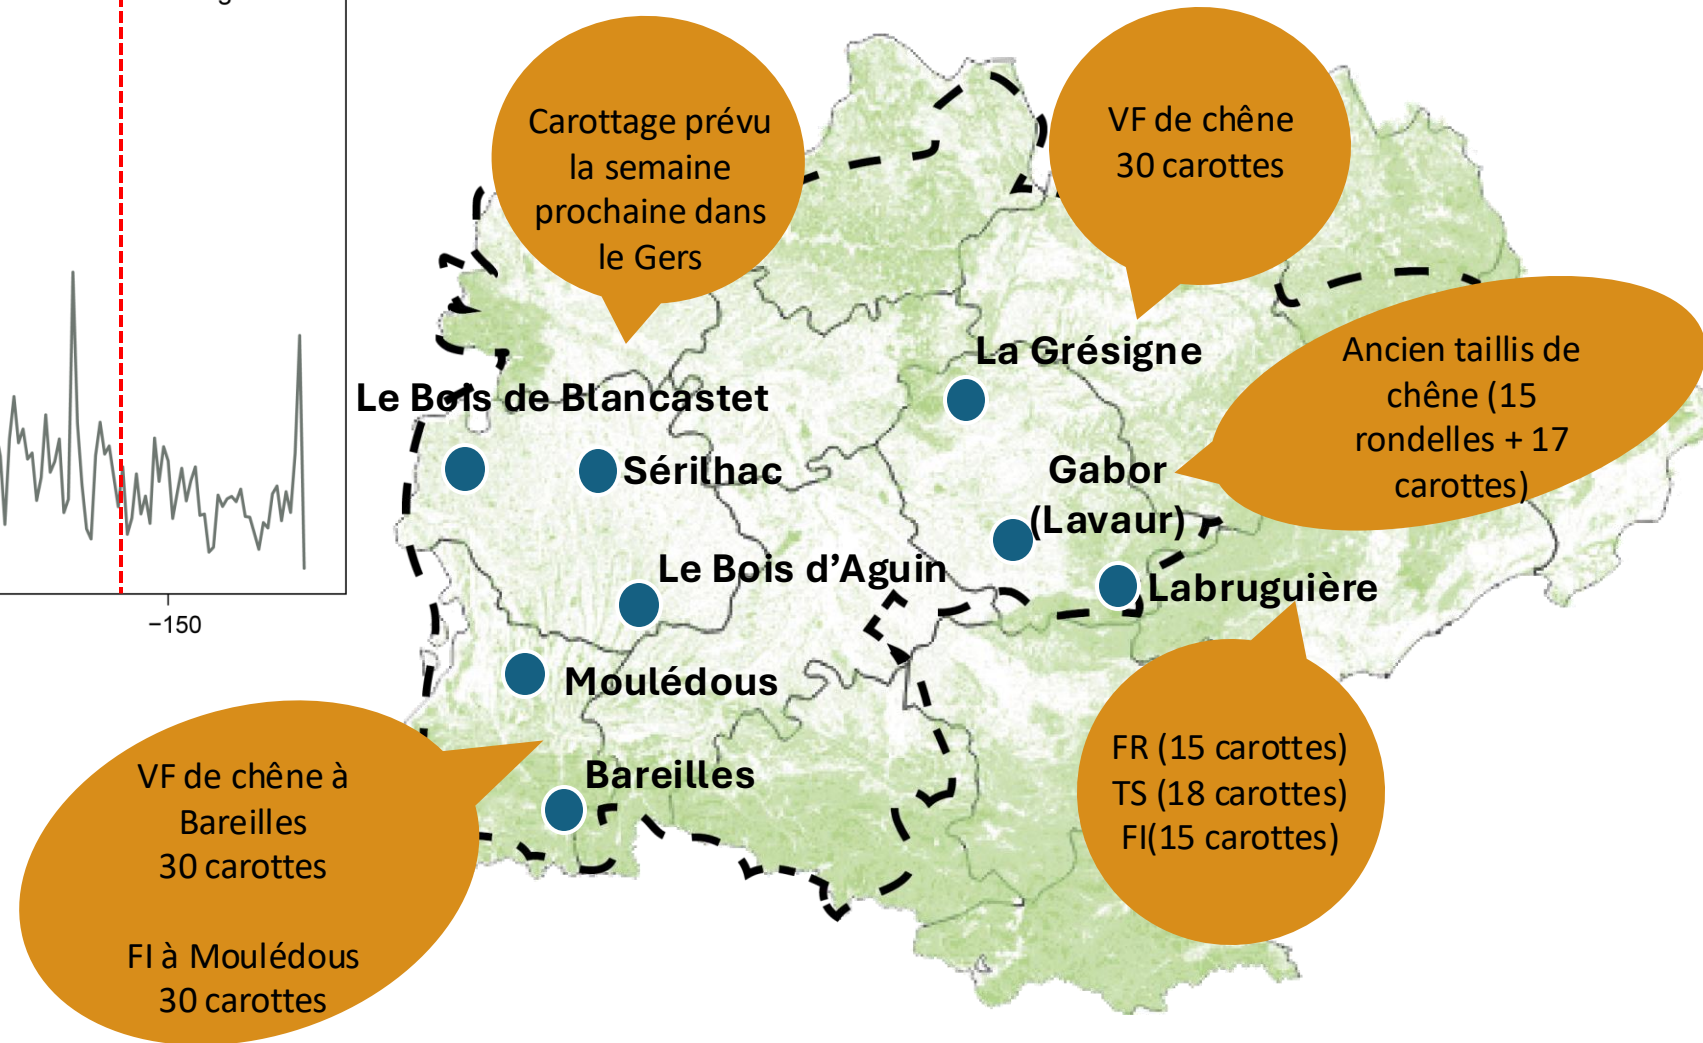 g
−150
Carottage prévu
la semaine
prochaine dans
le Gers
VF de chêne
30 carottes
La Grésigne
Ancien taillis de
chêne (15
rondelles + 17
carottes)
Le Bois de Blancastet
Sérilhac
Gabor
(Lavaur)
Le Bois d’Aguin
Labruguière
Moulédous
Bareilles
VF de chêne à
Bareilles
30 carottes
FI à Moulédous
30 carottes
FR (15 carottes)
TS (18 carottes)
FI(15 carottes)